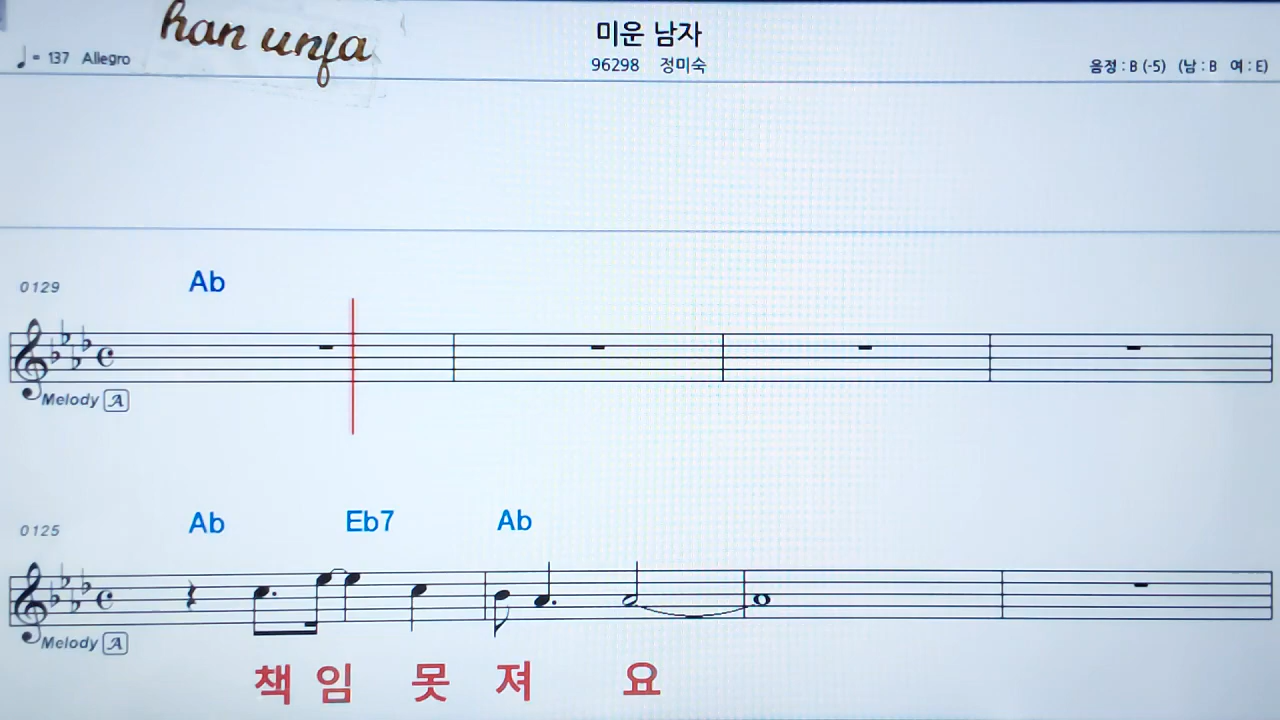 han unja
미운 남자
♩= 137 Allegro
96298 정미숙
음정 : B (-5) (남 : B 여 : E)
0129
Ab
Melody A
0125
Ab Eb7 Ab
Melody A
책 임 못 져 요